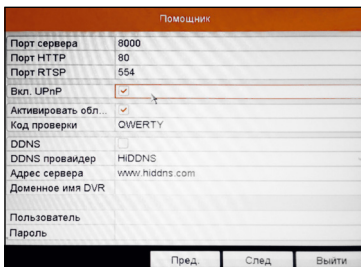 Помощник
Порт сервера 8000
Порт HTTP 80
Порт RTSP 554
Вкл. UPnP
Активировать обл...
Код проверки QWERTY
DDNS
DDNS провайдер HiDDNS
Адрес сервера www.hiddns.com
Доменное имя DVR
Пользователь
Пароль
Пред. След Выйти